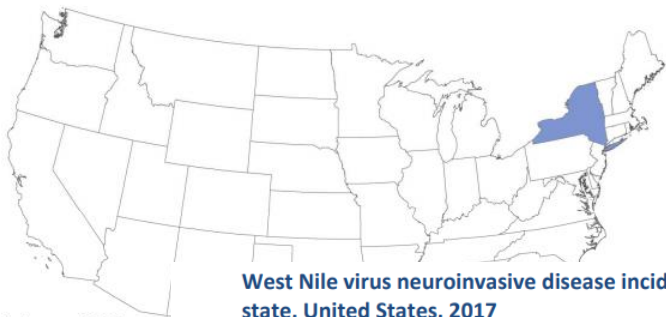 West Nile virus neuroinvasive disease incid
state, United States, 2017